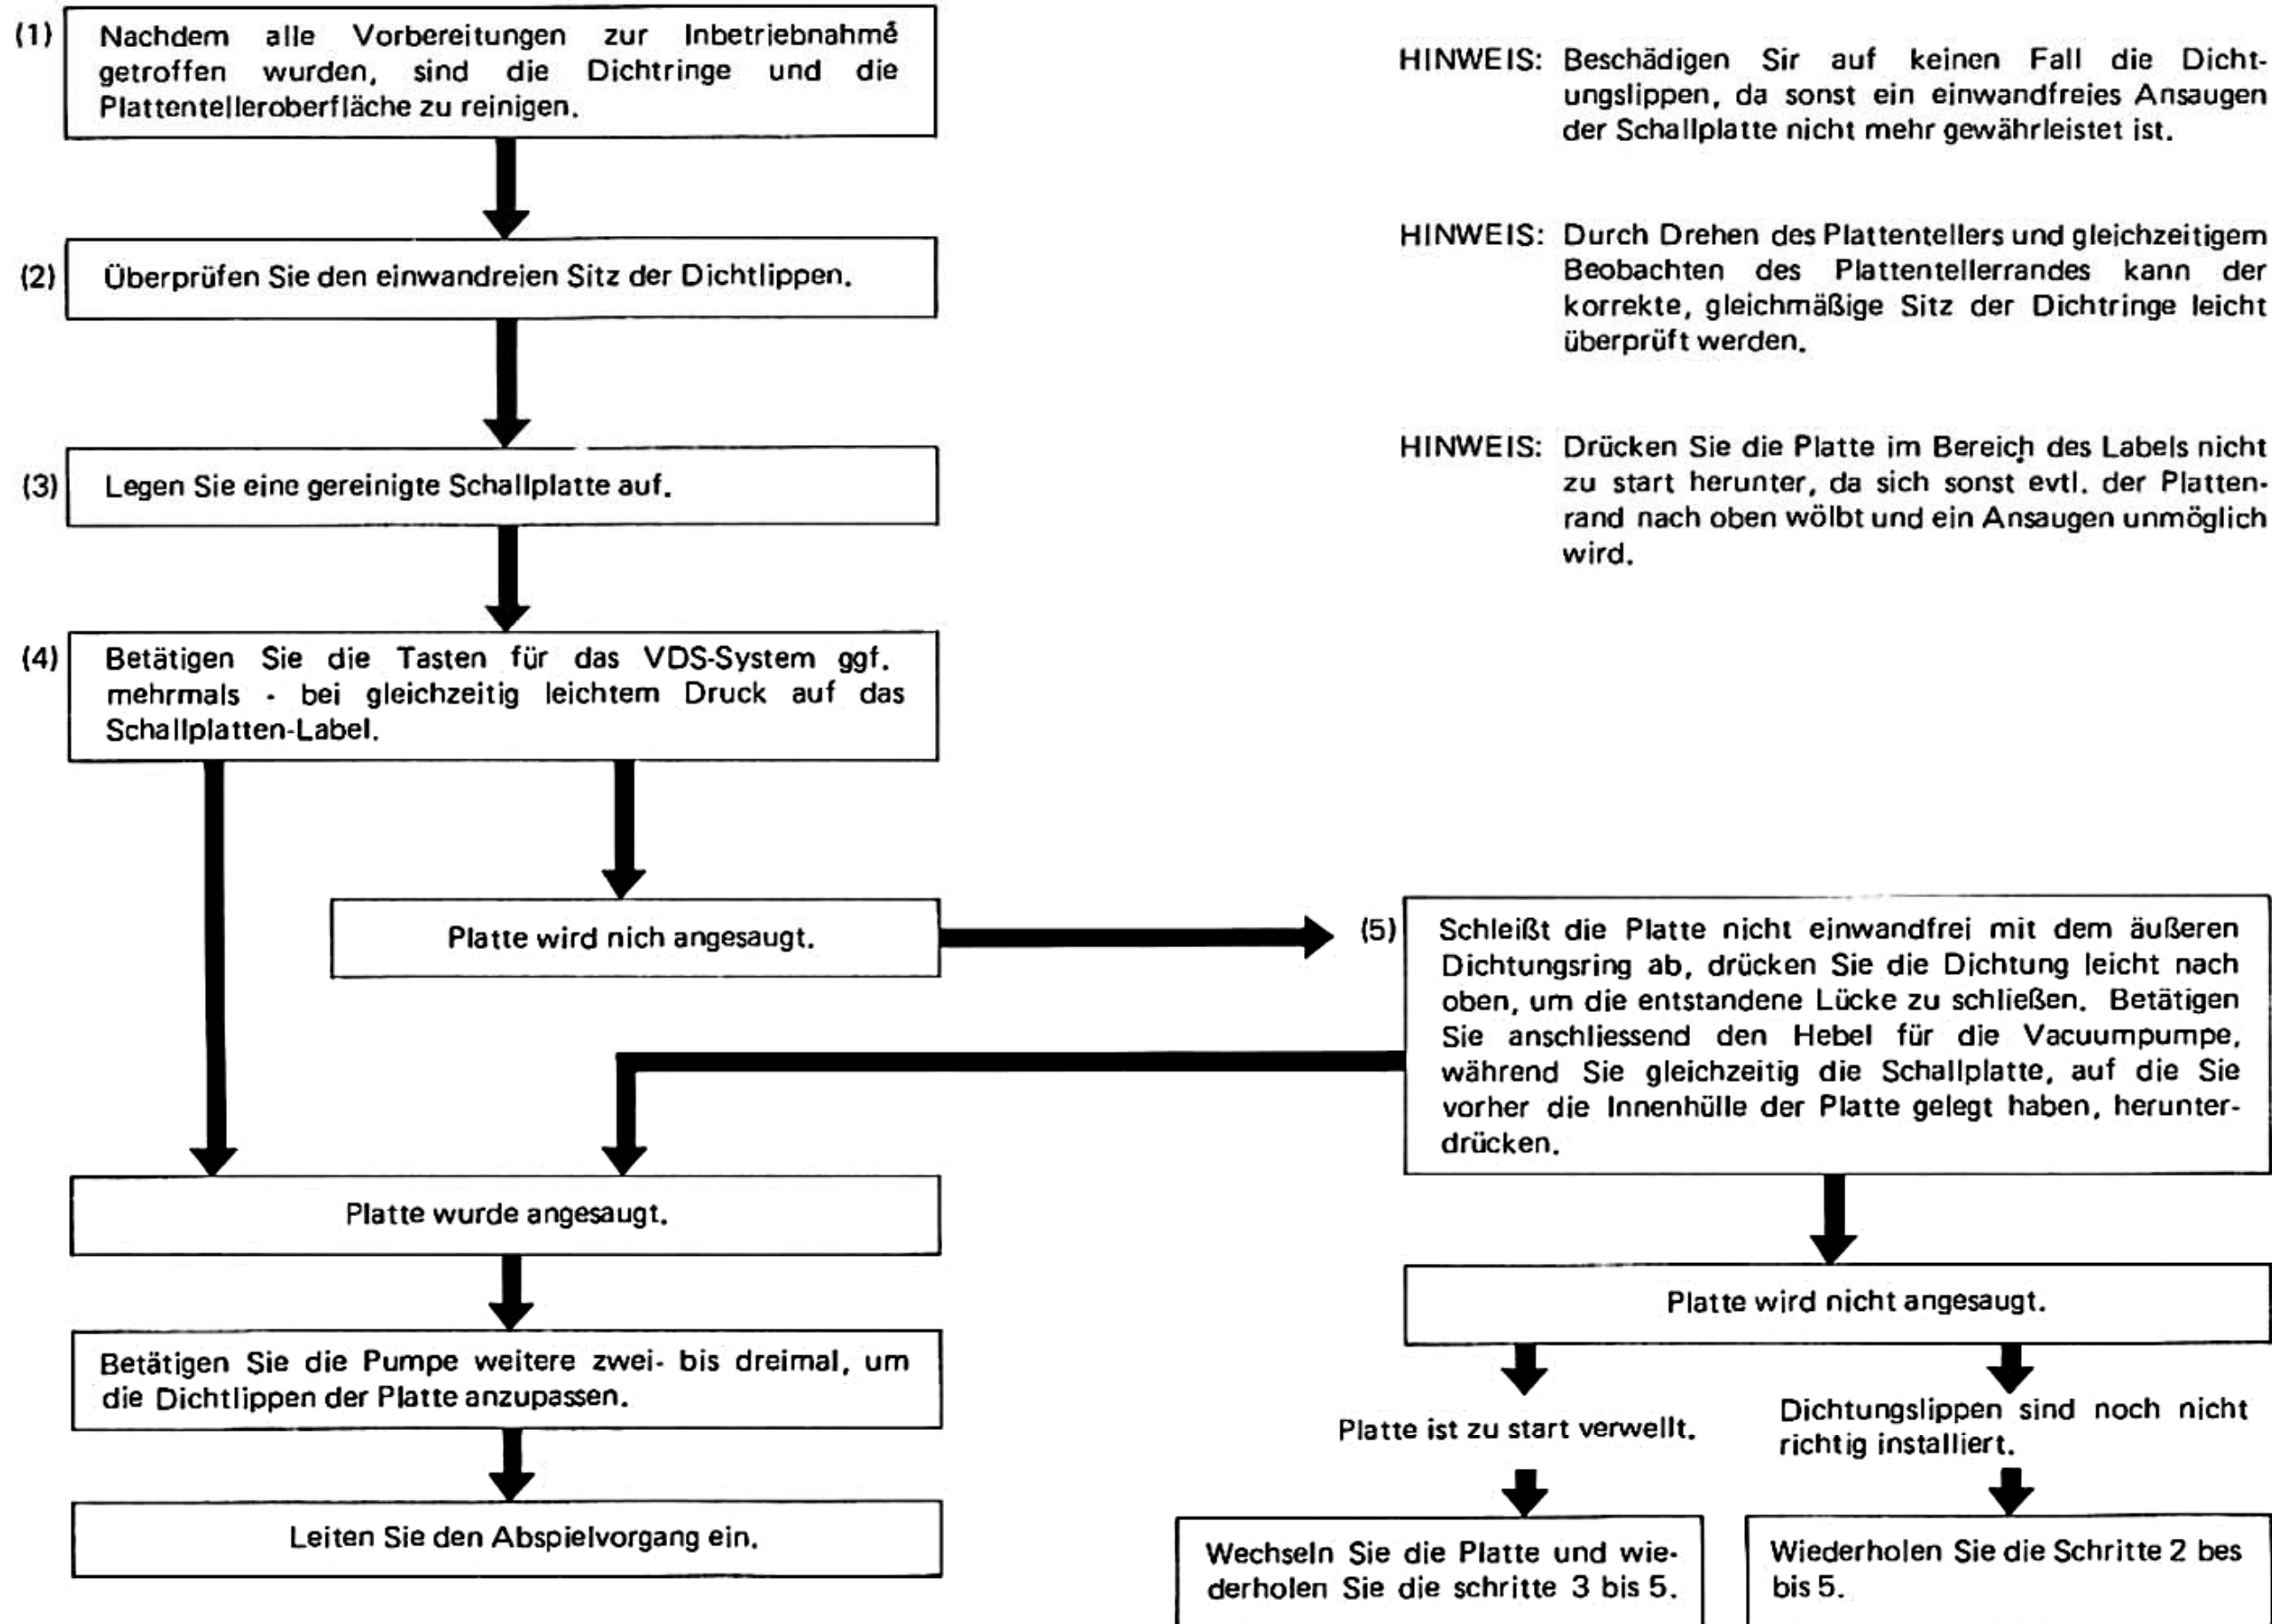 (1) Nachdem alle Vorbereitungen zur Inbetriebnahme
getroffen wurden, sind die Dichtringe und die
Plattentelleroberfläche zu reinigen.
HINWEIS: Beschädigen Sir auf keinen Fall die Dicht-
ungslippen, da sonst ein einwandfreies Ansaugen
der Schallplatte nicht mehr gewährleistet ist.
(2) Überprüfen Sie den einwandreien Sitz der Dichtlippen.
HINWEIS: Durch Drehen des Plattentellers und gleichzeitigem
Beobachten des Plattentellerrandes kann der
korrekte, gleichmäßige Sitz der Dichtringe leicht
überprüft werden.
(3) Legen Sie eine gereinigte Schallplatte auf.
HINWEIS: Drücken Sie die Platte im Bereich des Labels nicht
zu start herunter, da sich sonst evtl. der Platten-
rand nach oben wölbt und ein Ansaugen unmöglich
wird.
(4) Betätigen Sie die Tasten für das VDS-System ggf.
mehrmals - bei gleichzeitig leichtem Druck auf das
Schallplatten-Label.
Platte wird nich angesaugt.
(5) Schleißt die Platte nicht einwandfrei mit dem äußeren
Dichtungsring ab, drücken Sie die Dichtung leicht nach
oben, um die entstandene Lücke zu schließen. Betätigen
Sie anschliessend den Hebel für die Vacuumpumpe,
während Sie gleichzeitig die Schallplatte, auf die Sie
vorher die Innenhülle der Platte gelegt haben, herunter-
drücken.
Platte wurde angesaugt.
Betätigen Sie die Pumpe weitere zwei- bis dreimal, um
die Dichtlippen der Platte anzupassen.
Leiten Sie den Abspielvorgang ein.
Platte wird nicht angesaugt.
Platte ist zu start verwellt.
Dichtungslippen sind noch nicht
richtig installiert.
Wechseln Sie die Platte und wie-
derholen Sie die schritte 3 bis 5.
Wiederholen Sie die Schritte 2 bes
bis 5.